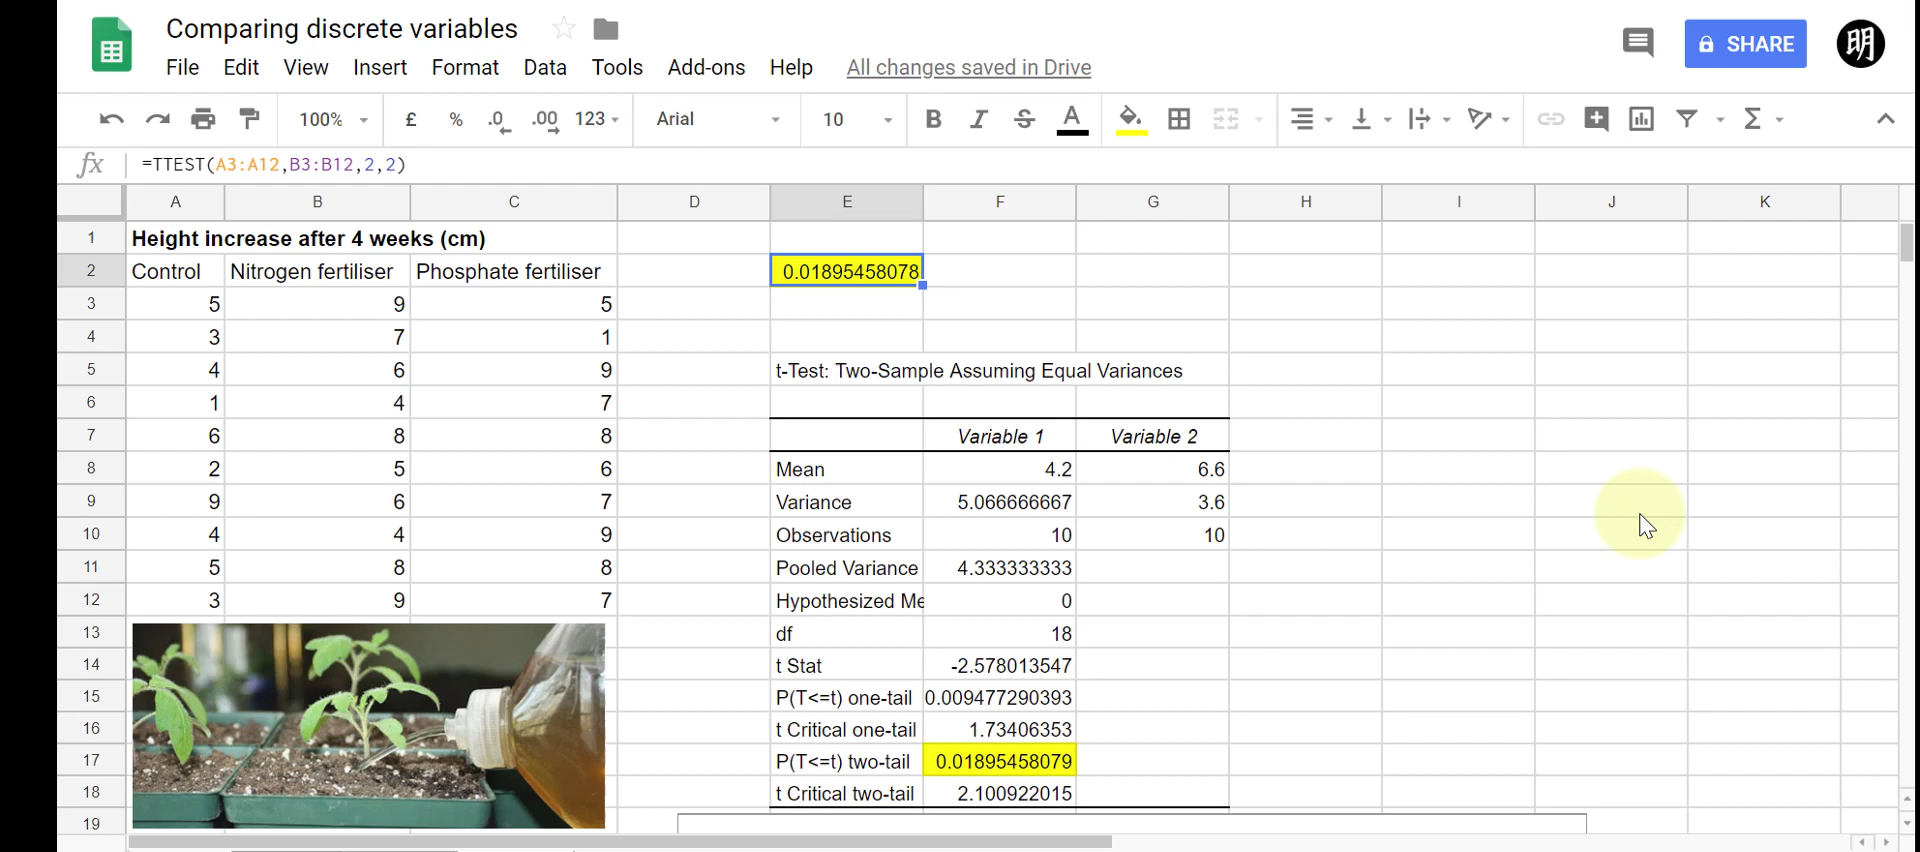 Comparing discrete variables
File Edit View Insert Format Data Tools Add-ons Help All changes saved in Drive
SHARE
明
100% £ % .0 .00 123 Arial 10 B I S A Σ
fx =TTEST(A3:A12,B3:B12,2,2)
A B C D E F G H I J K
1 Height increase after 4 weeks (cm)
2 Control Nitrogen fertiliser Phosphate fertiliser 0.01895458078
3 5 9 5
4 3 7 1
5 4 6 9 t-Test: Two-Sample Assuming Equal Variances
6 1 4 7
7 6 8 8 Variable 1 Variable 2
8 2 5 6 Mean 4.2 6.6
9 9 6 7 Variance 5.066666667 3.6
10 4 4 9 Observations 10 10
11 5 8 8 Pooled Variance 4.333333333
12 3 9 7 Hypothesized Me 0
13 df 18
14 t Stat -2.578013547
15 P(T<=t) one-tail 0.009477290393
16 t Critical one-tail 1.73406353
17 P(T<=t) two-tail 0.01895458079
18 t Critical two-tail 2.100922015
19